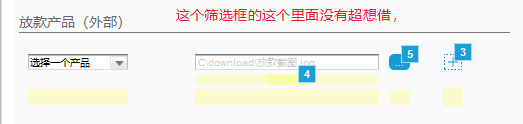 这个筛选框的这个里面没有超想借，
放款产品（外部）
选择一个产品
C:\download\放款截图.jpg
...
5
3
4